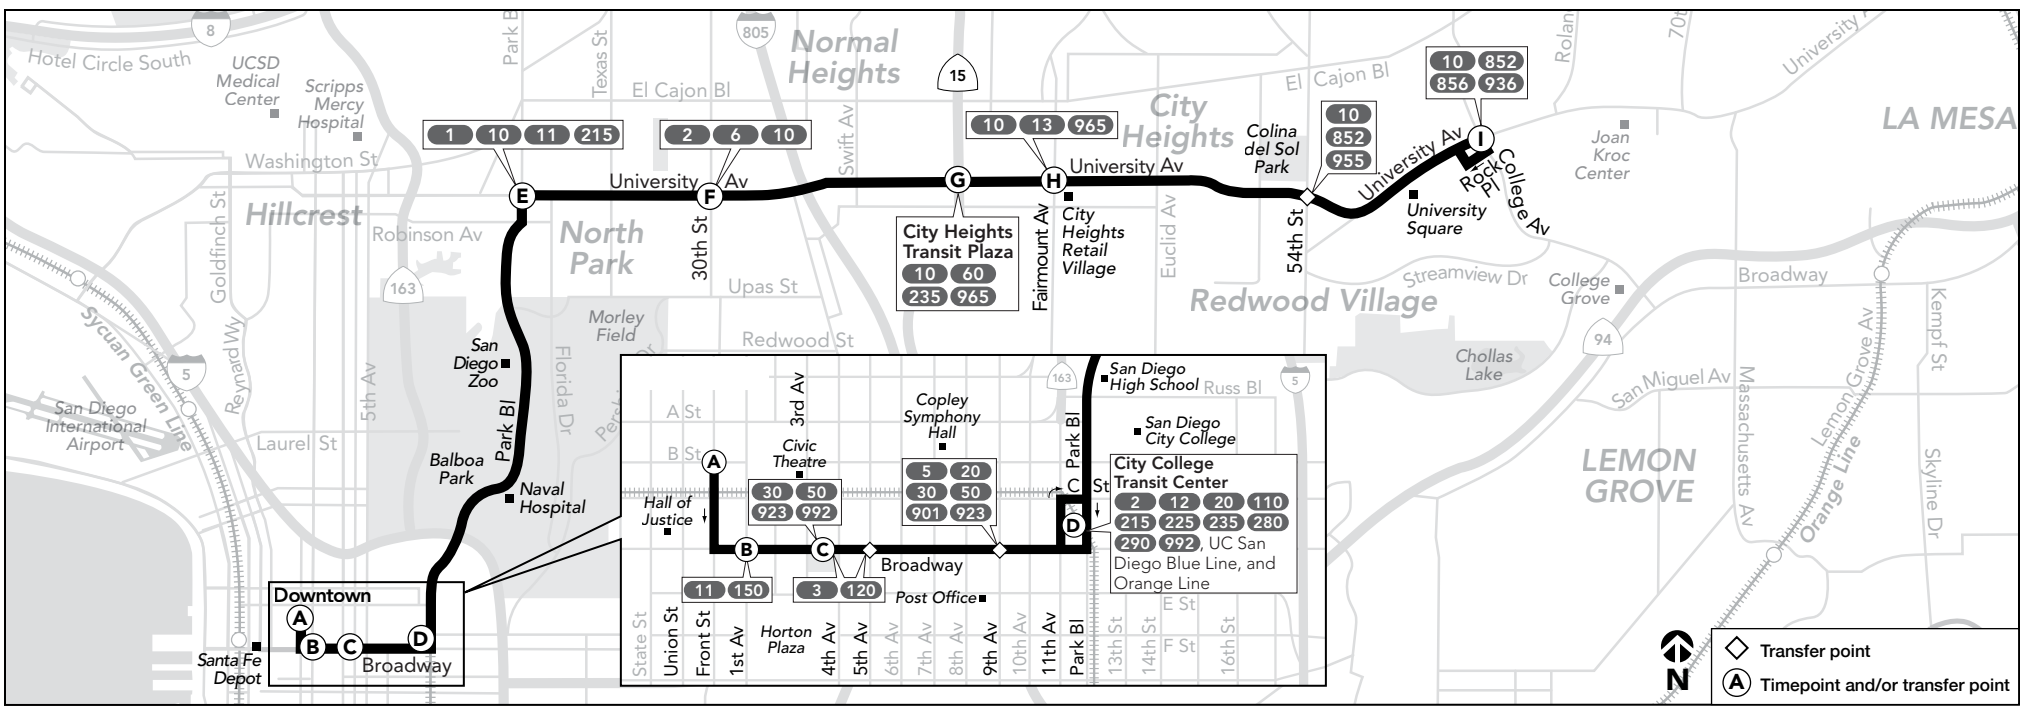 8
Hotel Circle South
UCSD
Medical
Center
Scripps
Mercy
Hospital
Washington St
Goldfinch St
Hillcrest
Robinson Av
163
5th Av
Reynard Wy
Sycuan Green Line
5
San Diego
International
Airport
Laurel St
Park B
Texas St
El Cajon Bl
805
Normal
Heights
Swift Av
15
City
Heights
El Cajon Bl
Rolan
70t
University A
LA MESA
1 10 11 215
2 6 10
10 13 965
10
852
955
10 852
856 936
E
University
F
Av
G
H
University Av
I
Colina
del Sol
Park
University Av
Rock
Pl
College Av
Joan
Kroc
Center
North
Park
30th St
City Heights
Transit Plaza
10 60
235 965
Fairmount Av
City
Heights
Retail
Village
Euclid Av
54th St
University
Square
Streamview Dr
College
Grove
Broadway
Upas St
Redwood Village
Morley
Field
Redwood St
Florida Dr
San
Diego
Zoo
Park Bl
Balboa
Park
Naval
Hospital
Chollas
Lake
94
San Miguel Av
Massachusetts Av
Lemon Grove Av
Kempf St
LEMON
GROVE
Orange Line
Skyline Dr
Downtown
A
B
C
D
Broadway
Santa Fe
Depot
163
San Diego
High School
Russ Bl
5
A St
B St
3rd Av
Copley
Symphony
Hall
Civic
Theatre
Park Bl
San Diego
City College
A
Hall of
Justice
30 50
923 992
5 20
30 50
901 923
C St
D
City College
Transit Center
2 12 20 110
215 225 235 280
290 992, UC San
Diego Blue Line, and
Orange Line
B
C
Broadway
11 150
3 120
Post Office
E St
F St
State St
Union St
Front St
1st Av
Horton
Plaza
4th Av
5th Av
6th Av
7th Av
8th Av
9th Av
10th Av
11th Av
Park Bl
13th St
14th St
16th St
N
Transfer point
A Timepoint and/or transfer point